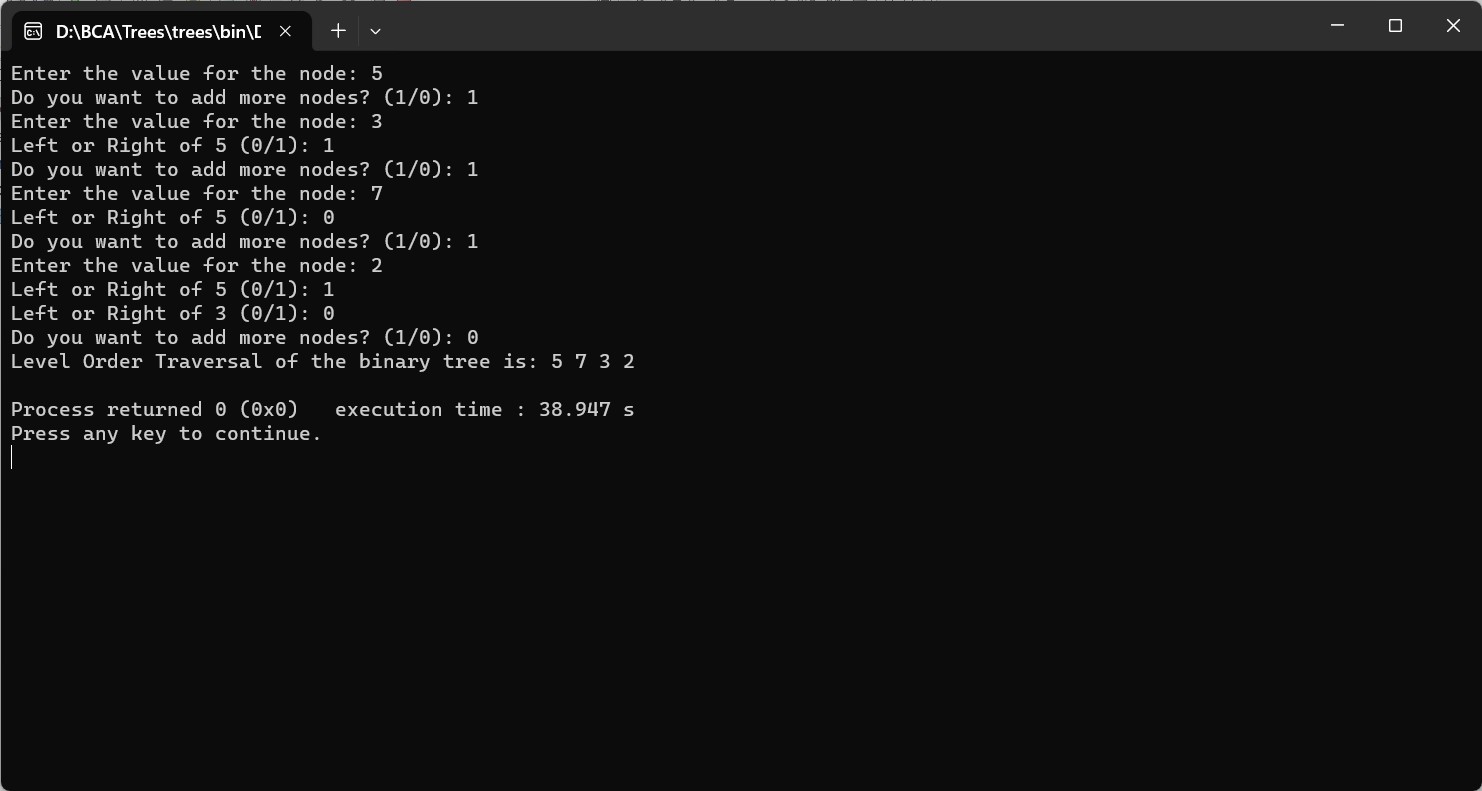 D:\BCA\Trees\trees\bin\
Enter the value for the node: 5
Do you want to add more nodes? (1/0): 1
Enter the value for the node: 3
Left or Right of 5 (0/1): 1
Do you want to add more nodes? (1/0): 1
Enter the value for the node: 7
Left or Right of 5 (0/1): 0
Do you want to add more nodes? (1/0): 1
Enter the value for the node: 2
Left or Right of 5 (0/1): 1
Left or Right of 3 (0/1): 0
Do you want to add more nodes? (1/0): 0
Level Order Traversal of the binary tree is: 5 7 3 2
Process returned 0 (0x0)   execution time : 38.947 s
Press any key to continue.